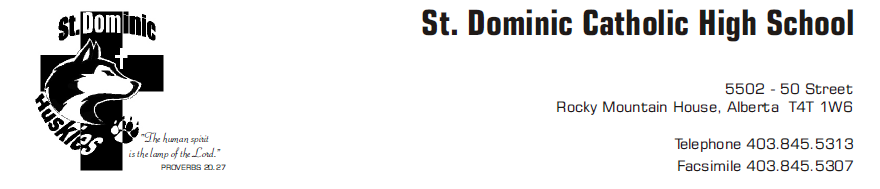 St. Dominic
Huskies
"The human spirit
is the lamp of the Lord."
PROVERBS 20.27
St. Dominic Catholic High School
5502 - 50 Street
Rocky Mountain House, Alberta T4T 1W6
Telephone 403.845.5313
Facsimile 403.845.5307